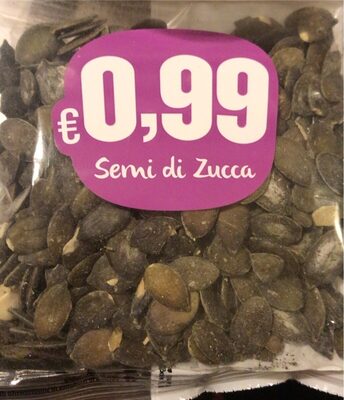 €0,99
Semi di Zucca